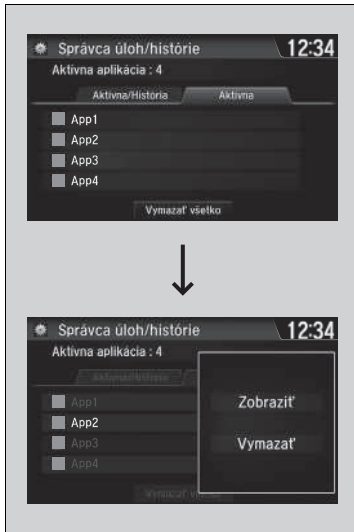 Správca úloh/histórie 12:34
Aktívna aplikácia : 4
Aktívna/História Aktívna
App1
App2
App3
App4
Vymazať všetko
Správca úloh/histórie 12:34
Aktívna aplikácia : 4
Aktívna/História
App1
App2
App3
App4
Zobraziť
Vymazať
Vymazať všetko